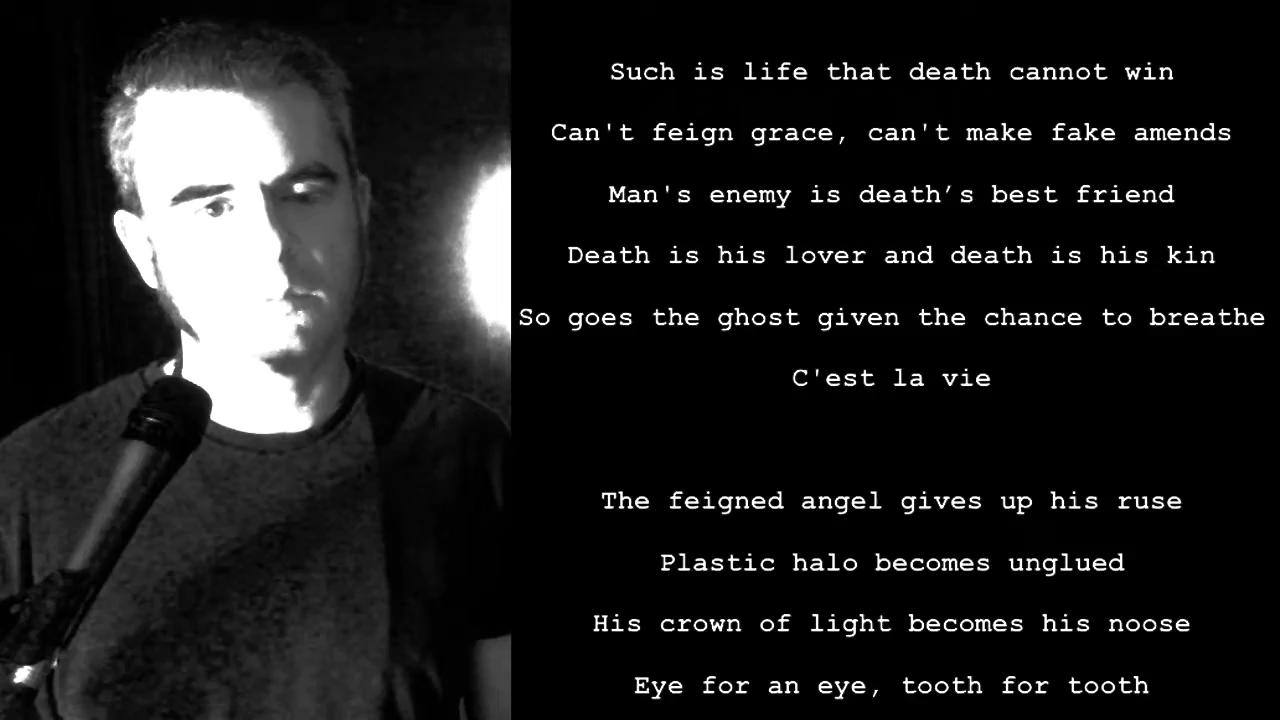 Such is life that death cannot win
Can't feign grace, can't make fake amends
Man's enemy is death’s best friend
Death is his lover and death is his kin
So goes the ghost given the chance to breathe
C'est la vie
The feigned angel gives up his ruse
Plastic halo becomes unglued
His crown of light becomes his noose
Eye for an eye, tooth for tooth